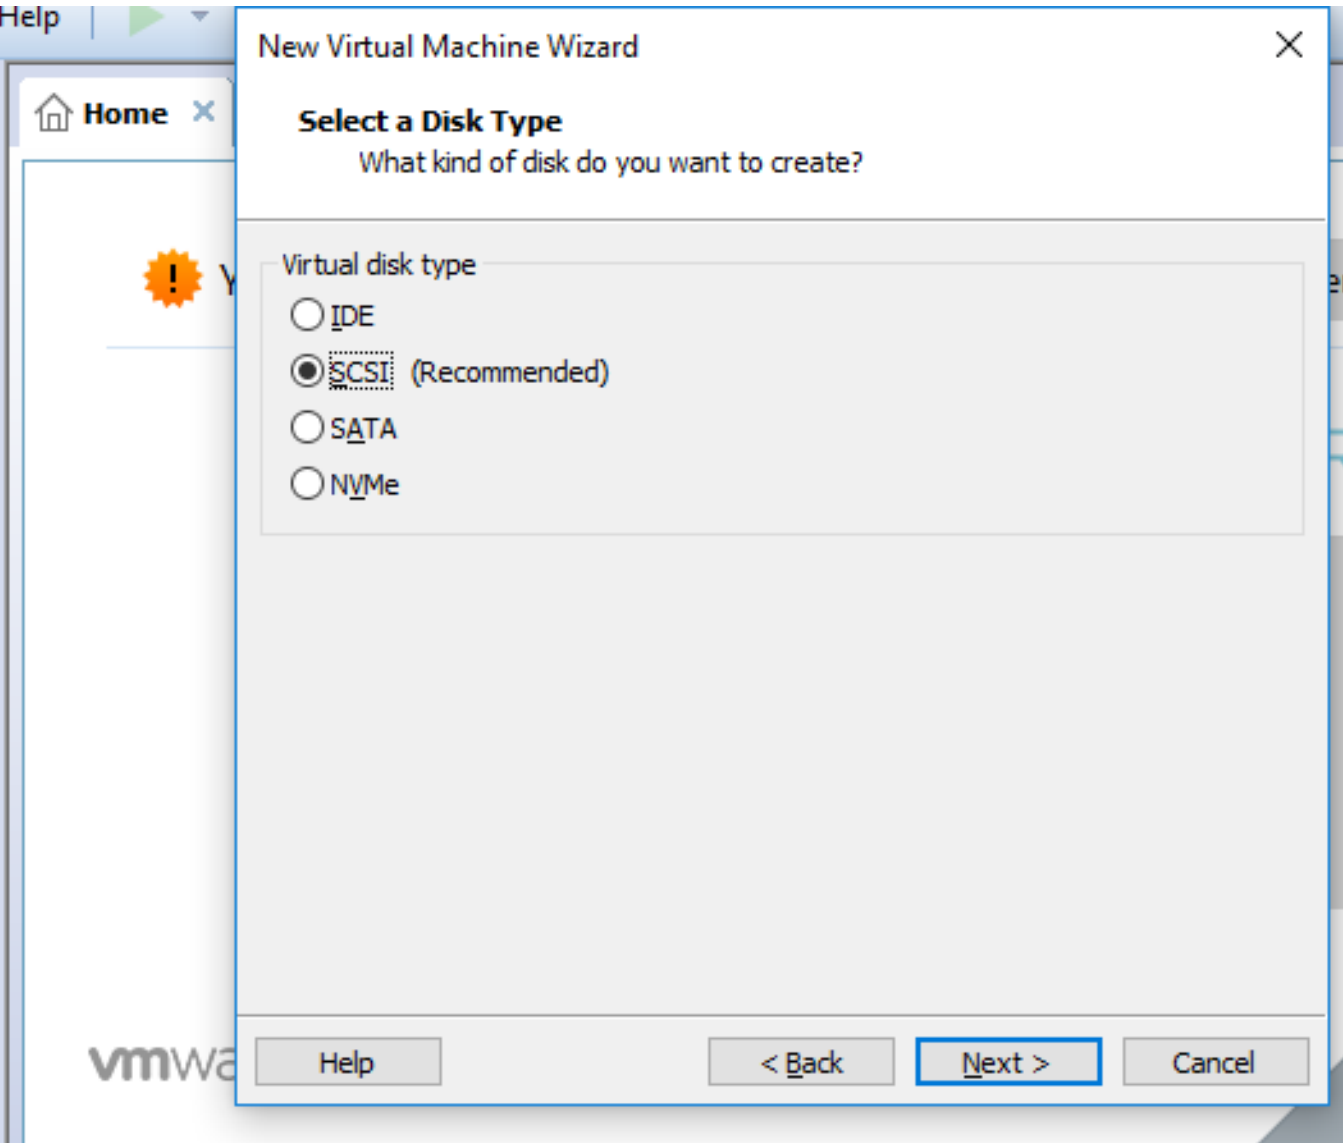 Help
New Virtual Machine Wizard
Home
Select a Disk Type
What kind of disk do you want to create?
!
Virtual disk type
IDE
SCSI (Recommended)
SATA
NVMe
Help
< Back
Next >
Cancel